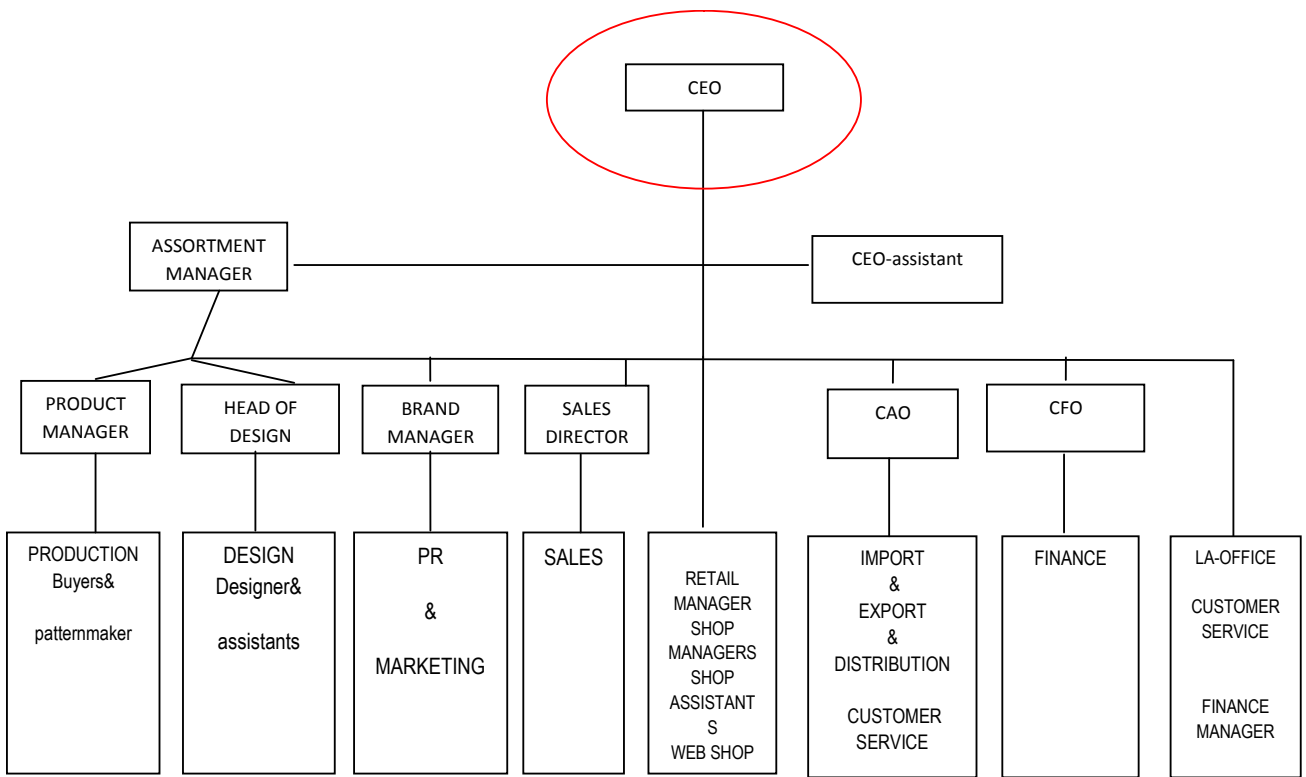 CEO
ASSORTMENT
MANAGER
CEO-assistant
PRODUCT
MANAGER
HEAD OF
DESIGN
BRAND
MANAGER
SALES
DIRECTOR
CAO
CFO
PRODUCTION
Buyers&
patternmaker
DESIGN
Designer&
assistants
PR
&
MARKETING
SALES
RETAIL
MANAGER
SHOP
MANAGERS
SHOP
ASSISTANT
S
WEB SHOP
IMPORT
&
EXPORT
&
DISTRIBUTION
CUSTOMER
SERVICE
FINANCE
LA-OFFICE
CUSTOMER
SERVICE
FINANCE
MANAGER